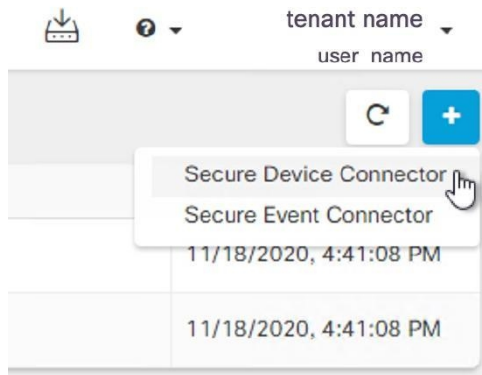 tenant name
user name
Secure Device Connector
Secure Event Connector
11/18/2020, 4:41:08 PM
11/18/2020, 4:41:08 PM